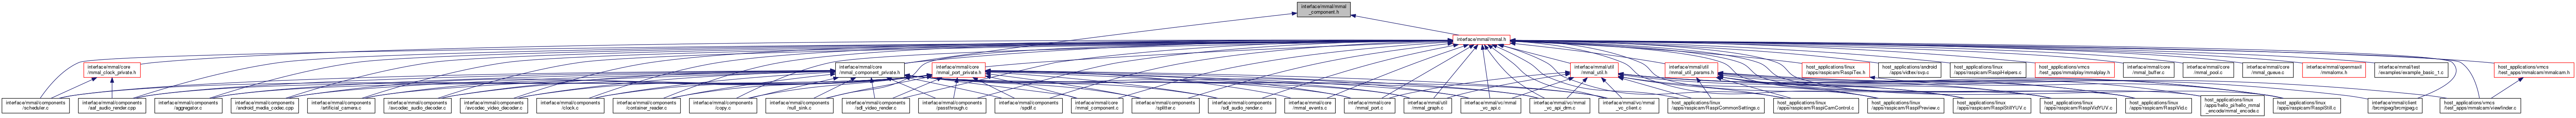 interface/mmal/mmal
_component.h
interface/mmal/mmal.h
interface/mmal/core
/mmal_clock_private.h
interface/mmal/core
/mmal_component_private.h
interface/mmal/core
/mmal_port_private.h
interface/mmal/util
/mmal_util.h
interface/mmal/util
/mmal_util_params.h
host_applications/linux
/apps/raspicam/RaspiTex.h
host_applications/android
/apps/vidtex/svp.c
host_applications/linux
/apps/raspicam/RaspiHelpers.c
host_applications/vmcs
/test_apps/mmalplay/mmalplay.h
interface/mmal/core
/mmal_buffer.c
interface/mmal/core
/mmal_pool.c
interface/mmal/core
/mmal_queue.c
interface/mmal/openmaxil
/mmalomx.h
interface/mmal/test
/examples/example_basic_1.c
host_applications/vmcs
/test_apps/mmalcam/mmalcam.h
interface/mmal/components
/scheduler.c
interface/mmal/components
/aggregator.c
interface/mmal/components
/android_media_codec.cpp
interface/mmal/components
/artificial_camera.c
interface/mmal/components
/avcodec_audio_decoder.c
interface/mmal/components
/avcodec_video_decoder.c
interface/mmal/components
/clock.c
interface/mmal/components
/container_reader.c
interface/mmal/components
/copy.c
interface/mmal/components
/null_sink.c
interface/mmal/components
/sdl_video_render.c
interface/mmal/components
/passthrough.c
interface/mmal/components
/spdif.c
interface/mmal/core
/mmal_component.c
interface/mmal/components
/splitter.c
interface/mmal/components
/sdl_audio_render.c
interface/mmal/core
/mmal_events.c
interface/mmal/core
/mmal_port.c
interface/mmal/util
/mmal_graph.c
interface/mmal/vc/mmal
_vc_api.c
interface/mmal/vc/mmal
_vc_api_drm.c
interface/mmal/vc/mmal
_vc_client.c
host_applications/linux
/apps/raspicam/RaspiCommonSettings.c
host_applications/linux
/apps/raspicam/RaspiCamControl.c
host_applications/linux
/apps/raspicam/RaspiPreview.c
host_applications/linux
/apps/raspicam/RaspiStillYUV.c
host_applications/linux
/apps/raspicam/RaspiVidYUV.c
host_applications/linux
/apps/raspicam/RaspiVid.c
host_applications/linux
/apps/hello_pi/hello_mmal
_encode/mmal_encode.c
host_applications/linux
/apps/raspicam/RaspiStill.c
interface/mmal/client
/brcmjpeg/brcmjpeg.c
host_applications/vmcs
/test_apps/mmalcam/viewfinder.c